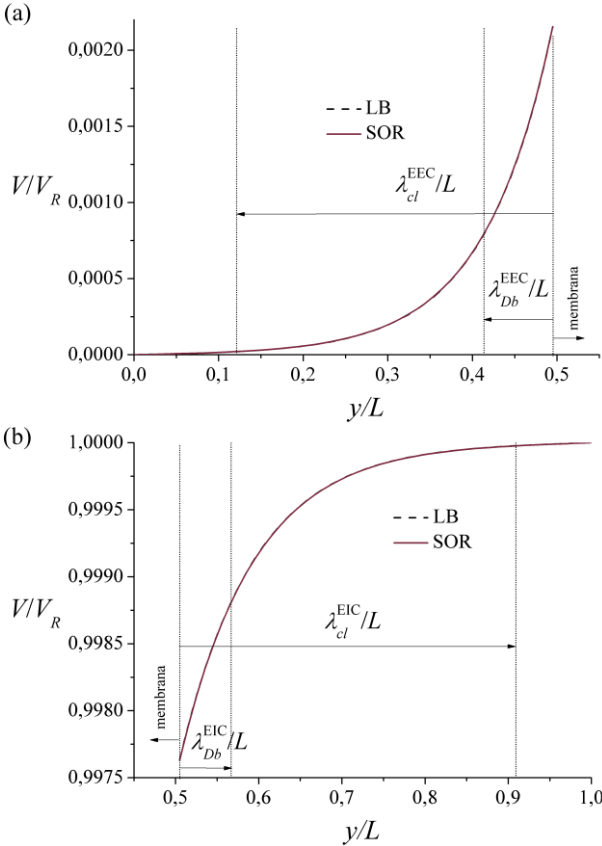 (a)
0,0020
0,0015
0,0010
0,0005
0,0000
V/V_R
LB
SOR
λ_cl^EEC/L
λ_Db^EEC/L
membrana
0,0 0,1 0,2 0,3 0,4 0,5
y/L
(b)
1,0000
0,9995
0,9990
0,9985
0,9980
0,9975
V/V_R
LB
SOR
λ_cl^EIC/L
membrana
λ_Db^EIC/L
0,5 0,6 0,7 0,8 0,9 1,0
y/L